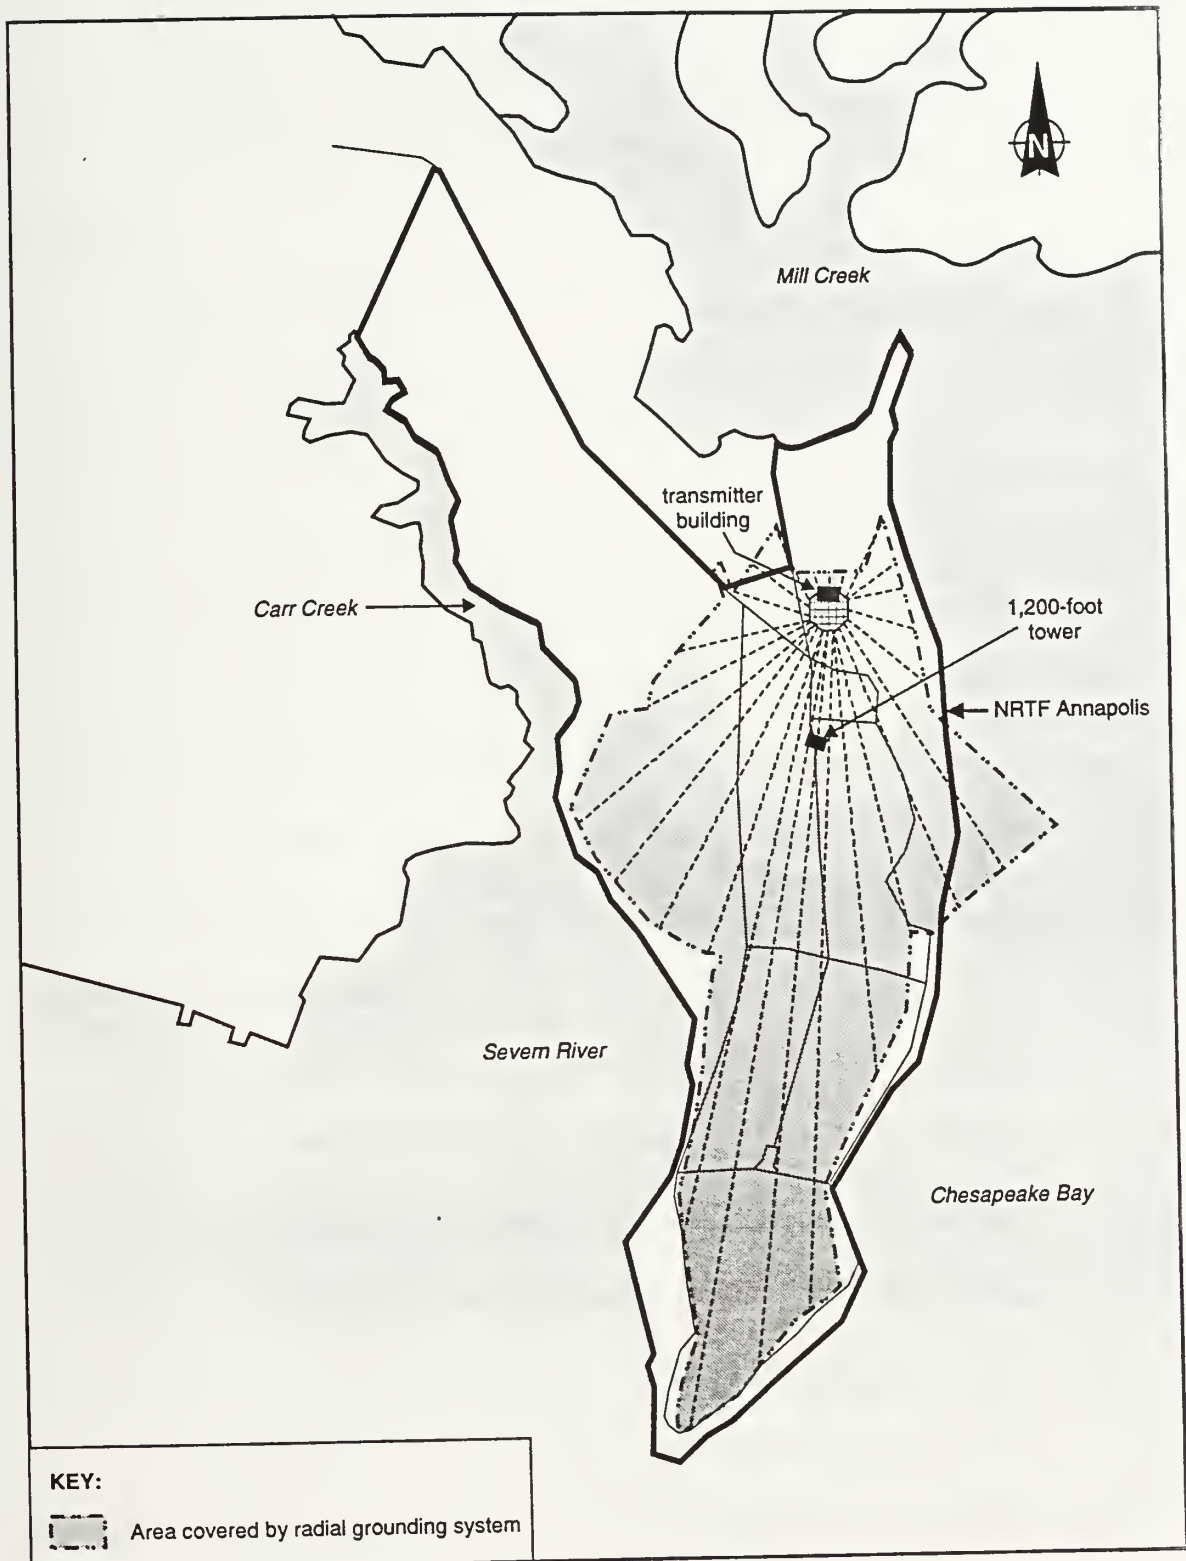 N
Mill Creek
transmitter
building
Carr Creek
1,200-foot
tower
NRTF Annapolis
Severn River
Chesapeake Bay
KEY:
Area covered by radial grounding system